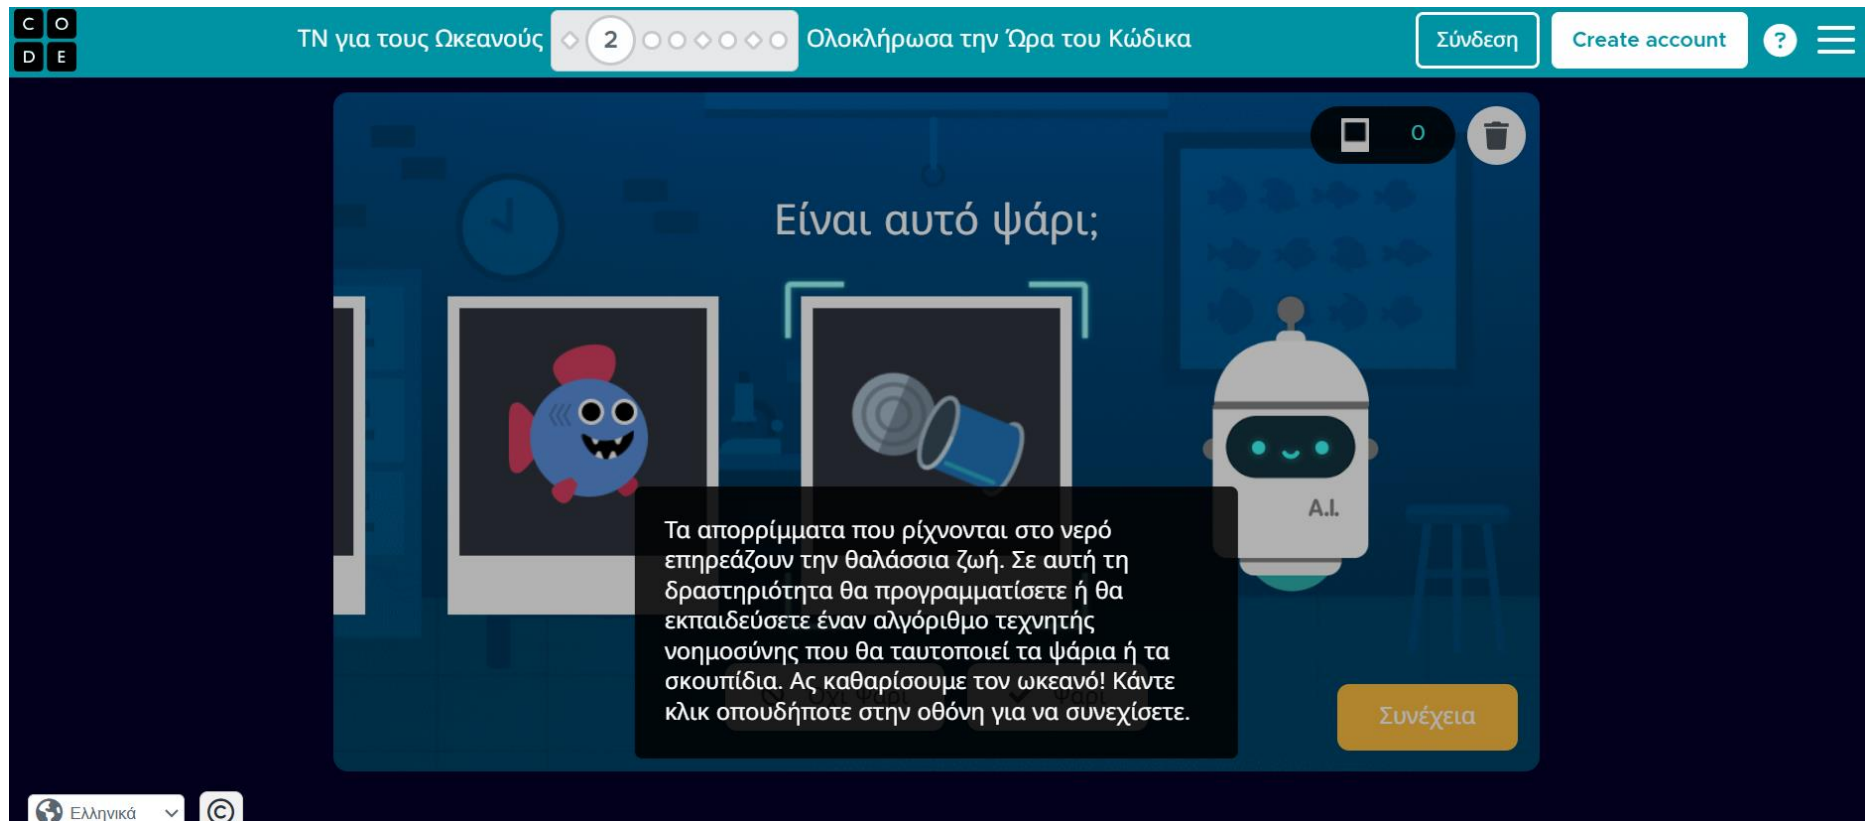 C O
D E
ΤΝ για τους Ωκεανούς
2
Ολοκλήρωσα την Ώρα του Κώδικα
Σύνδεση
Create account
?
0
Είναι αυτό ψάρι;
A.I.
Τα απορρίμματα που ρίχνονται στο νερό
επηρεάζουν την θαλάσσια ζωή. Σε αυτή τη
δραστηριότητα θα προγραμματίσετε ή θα
εκπαιδεύσετε έναν αλγόριθμο τεχνητής
νοημοσύνης που θα ταυτοποιεί τα ψάρια ή τα
σκουπίδια. Ας καθαρίσουμε τον ωκεανό! Κάντε
κλικ οπουδήποτε στην οθόνη για να συνεχίσετε.
Συνέχεια
Ελληνικά
©